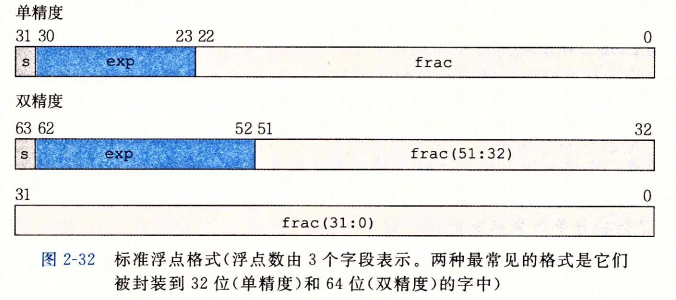 单精度
31 30 23 22 0
s exp frac
双精度
63 62 52 51 32
s exp frac(51:32)
31 0
frac(31:0)
图 2-32 标准浮点格式(浮点数由 3 个字段表示。两种最常见的格式是它们
被封装到 32 位(单精度)和 64 位(双精度)的字中)